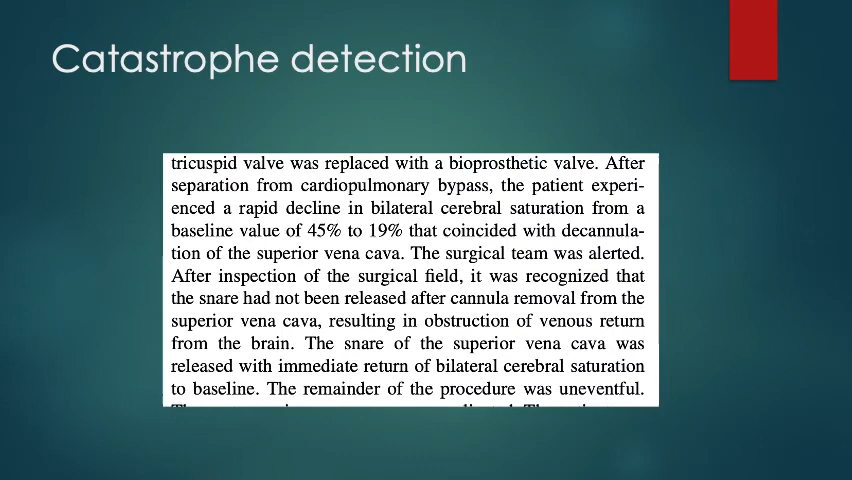 Catastrophe detection
tricuspid valve was replaced with a bioprosthetic valve. After
separation from cardiopulmonary bypass, the patient experi-
enced a rapid decline in bilateral cerebral saturation from a
baseline value of 45% to 19% that coincided with decannula-
tion of the superior vena cava. The surgical team was alerted.
After inspection of the surgical field, it was recognized that
the snare had not been released after cannula removal from the
superior vena cava, resulting in obstruction of venous return
from the brain. The snare of the superior vena cava was
released with immediate return of bilateral cerebral saturation
to baseline. The remainder of the procedure was uneventful.